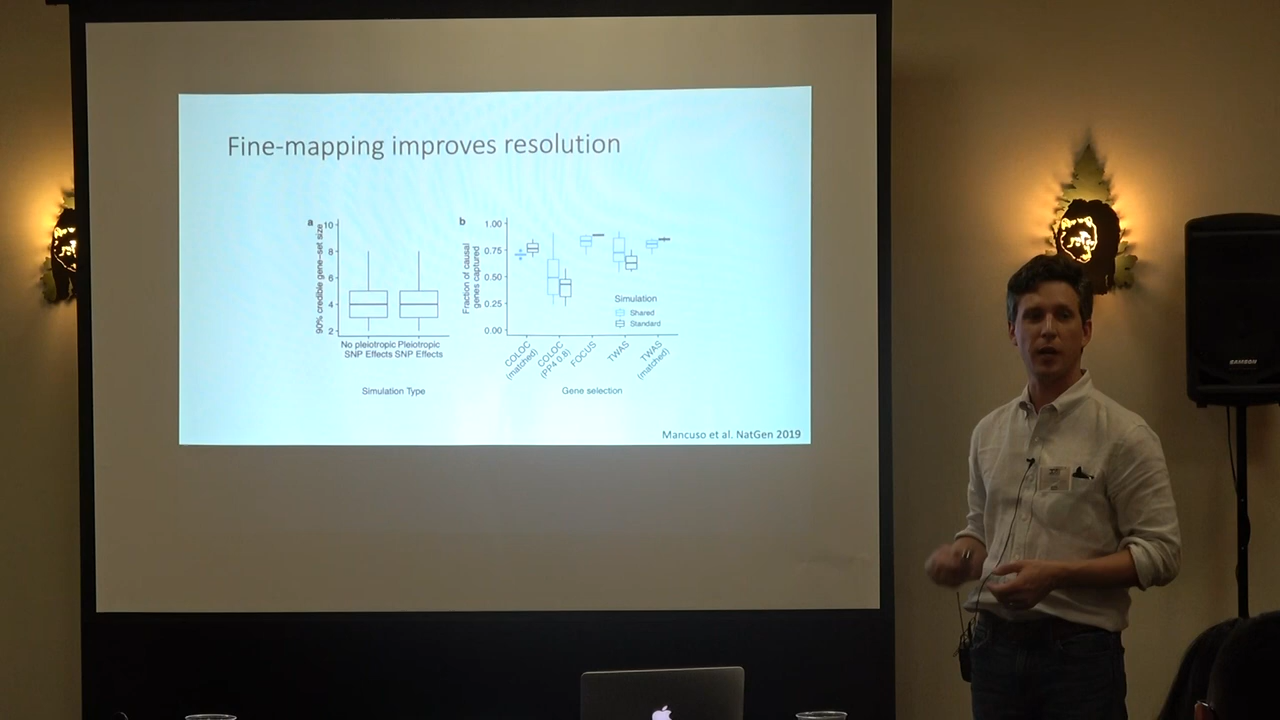 Fine-mapping improves resolution
a
90% credible gene-set size
10
8
6
4
2
No pleiotropic Pleiotropic
SNP Effects SNP Effects
Simulation Type
b
Fraction of causal
genes captured
1.00
0.75
0.50
0.25
0.00
Simulation
Shared
Standard
COLOC
(matched)
COLOC
(PP4 0.8)
FOCUS
TWAS
TWAS
(matched)
Gene selection
Mancuso et al. NatGen 2019
SAMSON